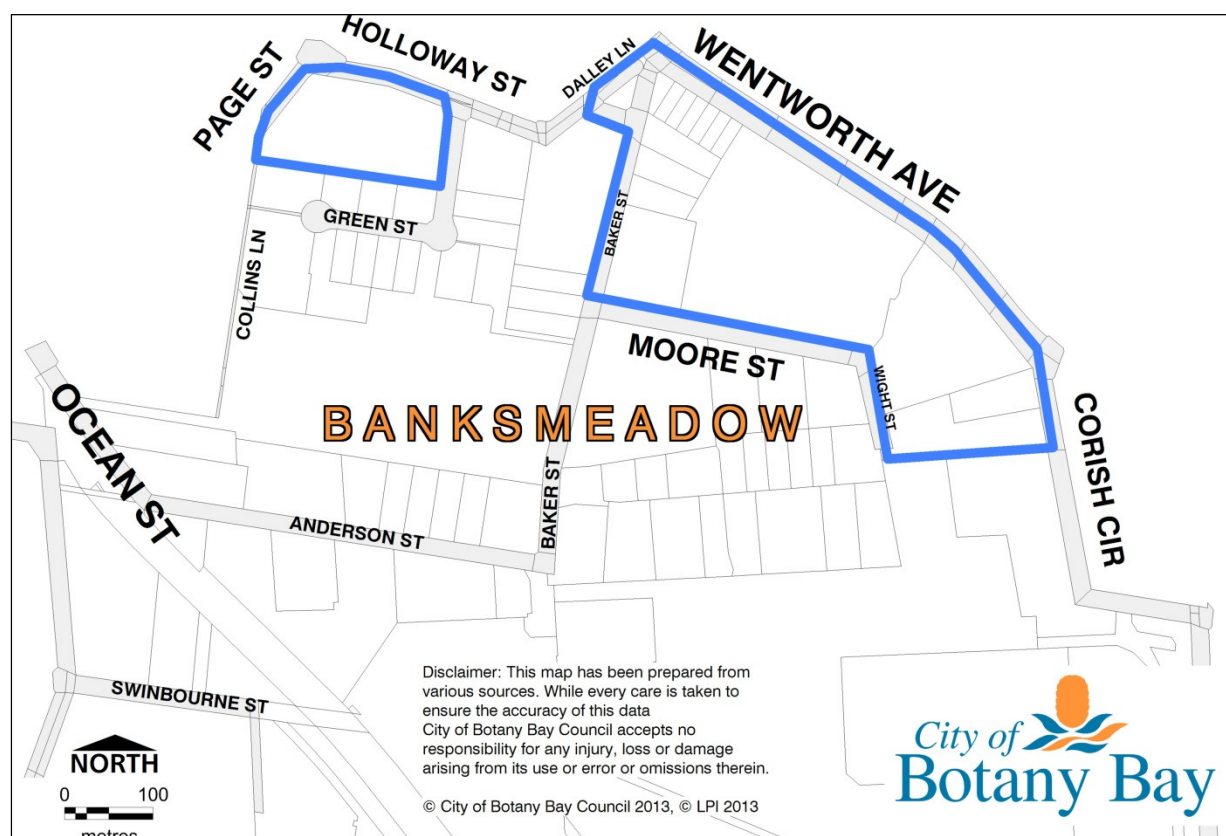 HOLLOWAY ST
PAGE ST
DALLEY LN
WENTWORTH AVE
BAKER ST
GREEN ST
COLLINS LN
MOORE ST
WIGHT ST
OCEAN ST
BANKSMEADOW
CORISH CIR
BAKER ST
ANDERSON ST
SWINBOURNE ST
Disclaimer: This map has been prepared from
various sources. While every care is taken to
ensure the accuracy of this data
City of Botany Bay Council accepts no
responsibility for any injury, loss or damage
arising from its use or error or omissions therein.
© City of Botany Bay Council 2013, © LPI 2013
NORTH
0 100
metres
City of
Botany Bay